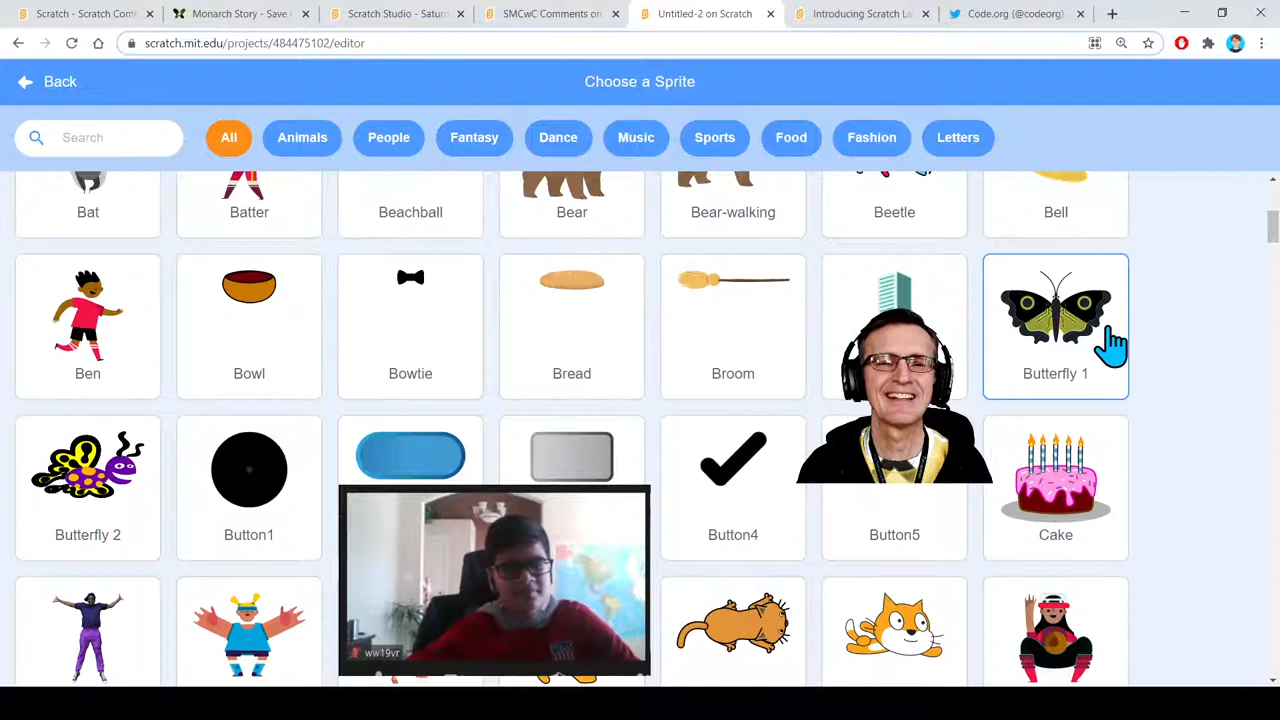 Scratch - Scratch Com
Monarch Story - Save
Scratch Studio - Saturd
SMCwC Comments on
Untitled-2 on Scratch
Introducing Scratch La
Code.org (@codeorg)
scratch.mit.edu/projects/484475102/editor
Back
Choose a Sprite
Search
All
Animals
People
Fantasy
Dance
Music
Sports
Food
Fashion
Letters
Bat
Batter
Beachball
Bear
Bear-walking
Beetle
Bell
Ben
Bowl
Bowtie
Bread
Broom
Butterfly 1
Butterfly 2
Button1
Button4
Button5
Cake
ww19vr